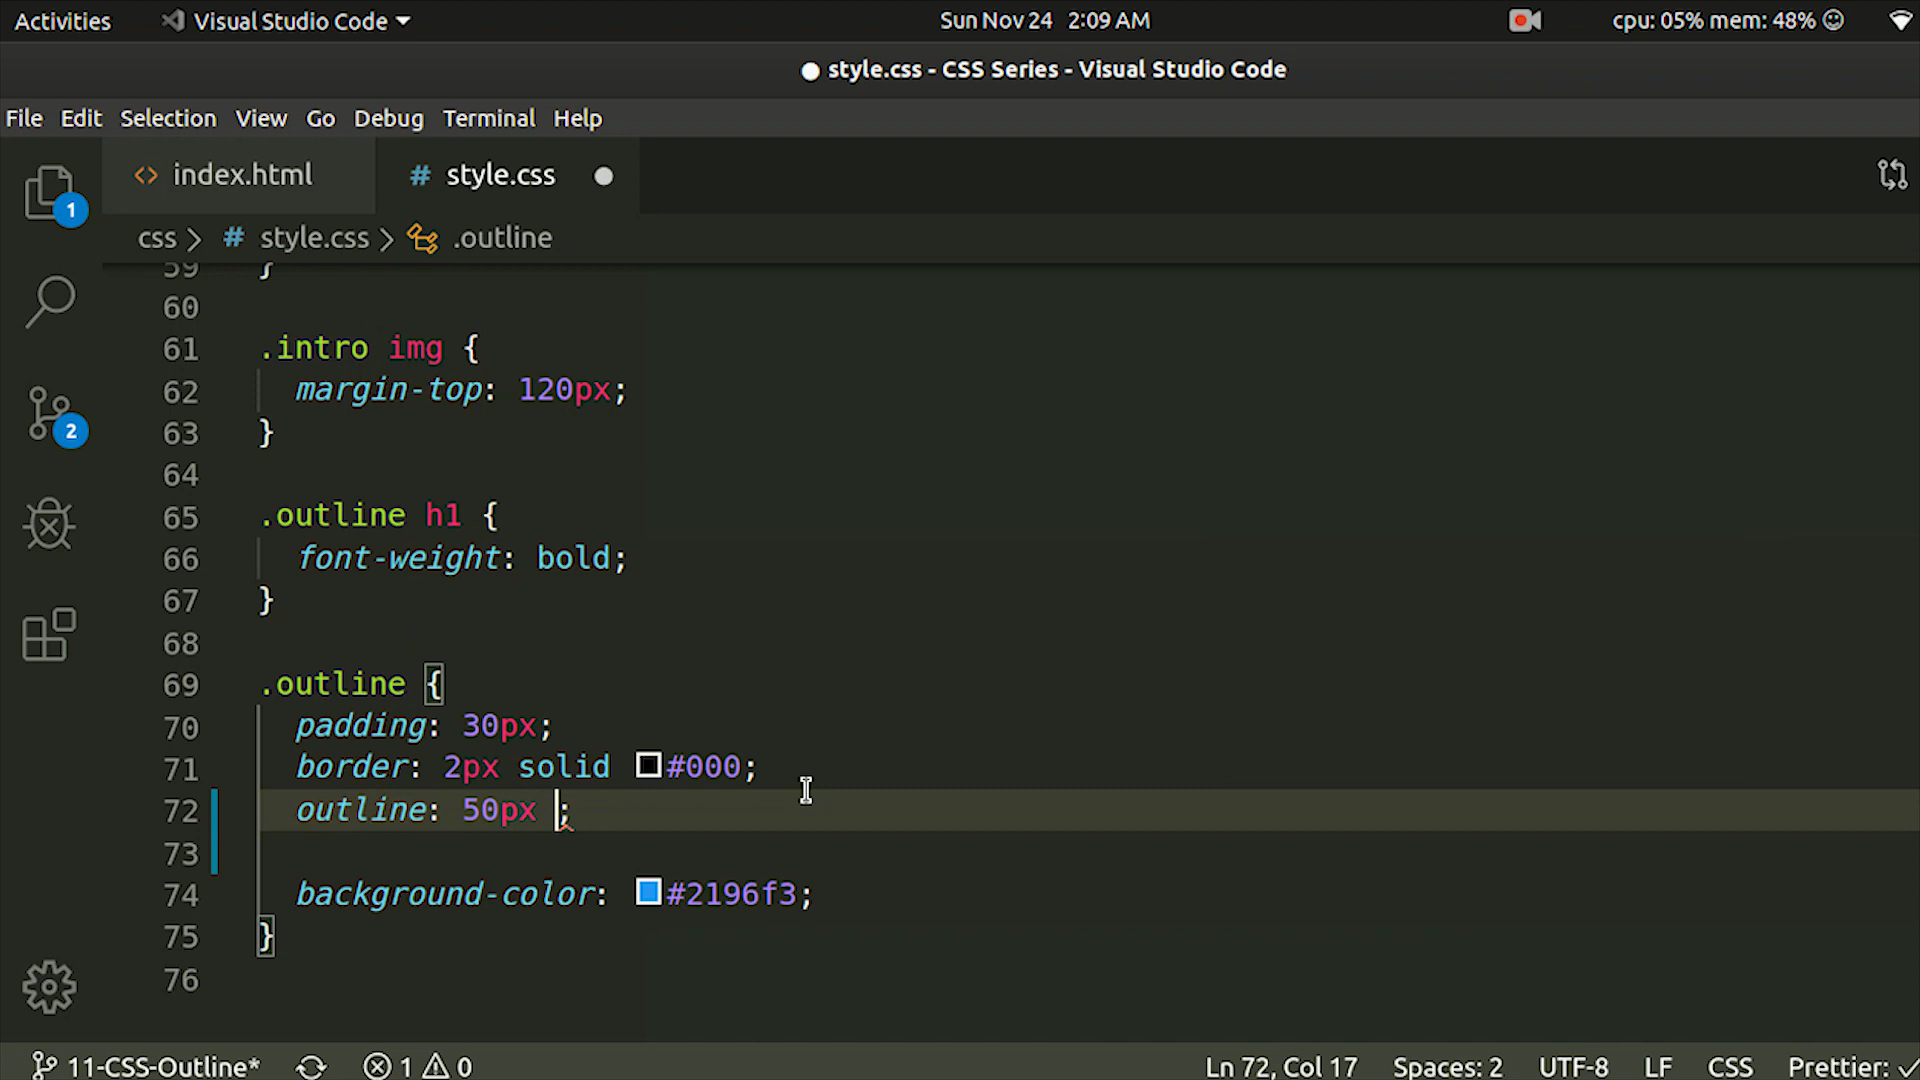 Activities Visual Studio Code Sun Nov 24 2:09 AM cpu: 05% mem: 48%
style.css - CSS Series - Visual Studio Code
File Edit Selection View Go Debug Terminal Help
<> index.html # style.css
1
css > # style.css > .outline
59 }
60
61 .intro img {
62 margin-top: 120px;
2
63 }
64
65 .outline h1 {
66 font-weight: bold;
67 }
68
69 .outline {
70 padding: 30px;
71 border: 2px solid #000;
72 outline: 50px ;
73
74 background-color: #2196f3;
75 }
76
11-CSS-Outline* 1 0 Ln 72, Col 17 Spaces: 2 UTF-8 LF CSS Prettier: ✓